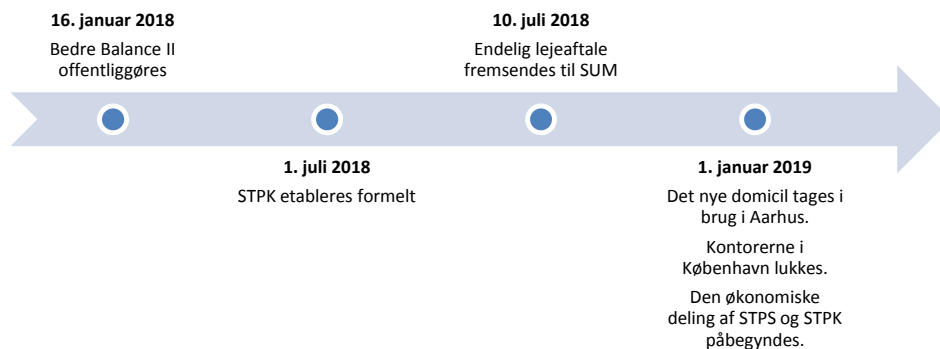 16. januar 2018
Bedre Balance II
offentliggøres
1. juli 2018
STPK etableres formelt
10. juli 2018
Endelig lejeaftale
fremsendes til SUM
1. januar 2019
Det nye domicil tages i
brug i Aarhus.
Kontorerne i
København lukkes.
Den økonomiske
deling af STPS og STPK
påbegyndes.